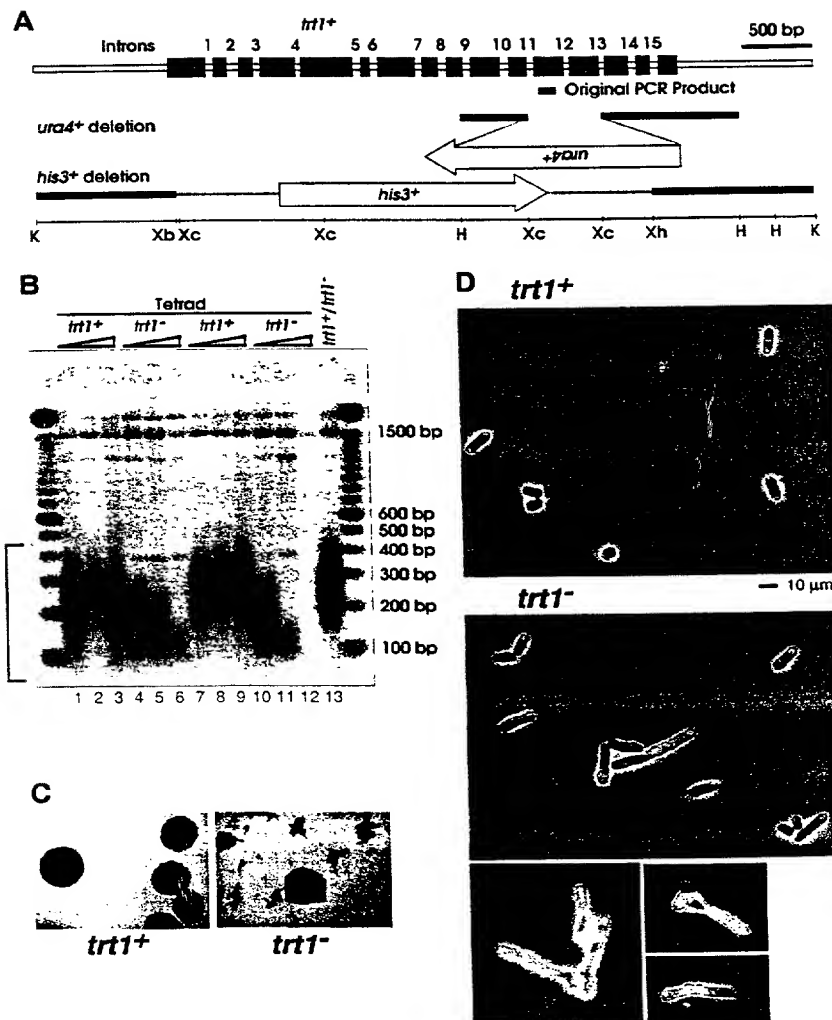 A
trt1+
500 bp
Introns 1 2 3 4 5 6 7 8 9 10 11 12 13 14 15
Original PCR Product
ura4+ deletion
ura4+
his3+ deletion
his3+
K Xb Xc Xc H Xc Xc Xh H H K
B
Tetrad
trt1+ trt1- trt1+ trt1- trt1+/trt1-
1500 bp
600 bp
500 bp
400 bp
300 bp
200 bp
100 bp
1 2 3 4 5 6 7 8 9 10 11 12 13
C
trt1+ trt1-
D
trt1+
10 µm
trt1-